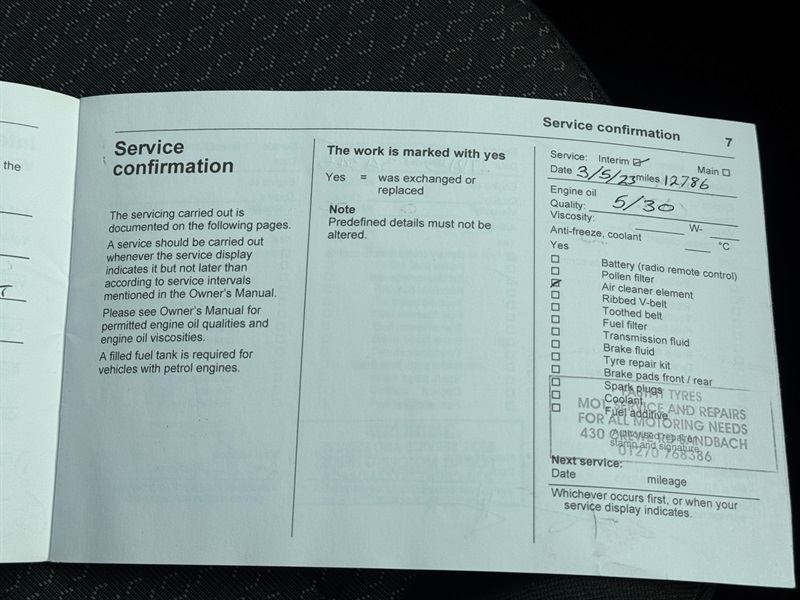 the
Service confirmation 7
Service
confirmation
The servicing carried out is
documented on the following pages.
A service should be carried out
whenever the service display
indicates it but not later than
according to service intervals
mentioned in the Owner's Manual.
Please see Owner's Manual for
permitted engine oil qualities and
engine oil viscosities.
A filled fuel tank is required for
vehicles with petrol engines.
The work is marked with yes
Yes = was exchanged or
replaced
Note
Predefined details must not be
altered.
Service: Interim Main
Date 3/5/23 miles 12786
Engine oil
Quality: 5/30
Viscosity: W-
Anti-freeze, coolant °C
Yes
Battery (radio remote control)
Pollen filter
Air cleaner element
Ribbed V-belt
Toothed belt
Fuel filter
Transmission fluid
Brake fluid
Tyre repair kit
Brake pads front / rear
Spark plugs
Coolant
Fuel additive
TYRES
MOT SERVICE AND REPAIRS
FOR ALL MOTORING NEEDS
430 CREWE RD SANDBACH
01270 768386
stamp and signature
Next service:
Date mileage
Whichever occurs first, or when your
service display indicates.